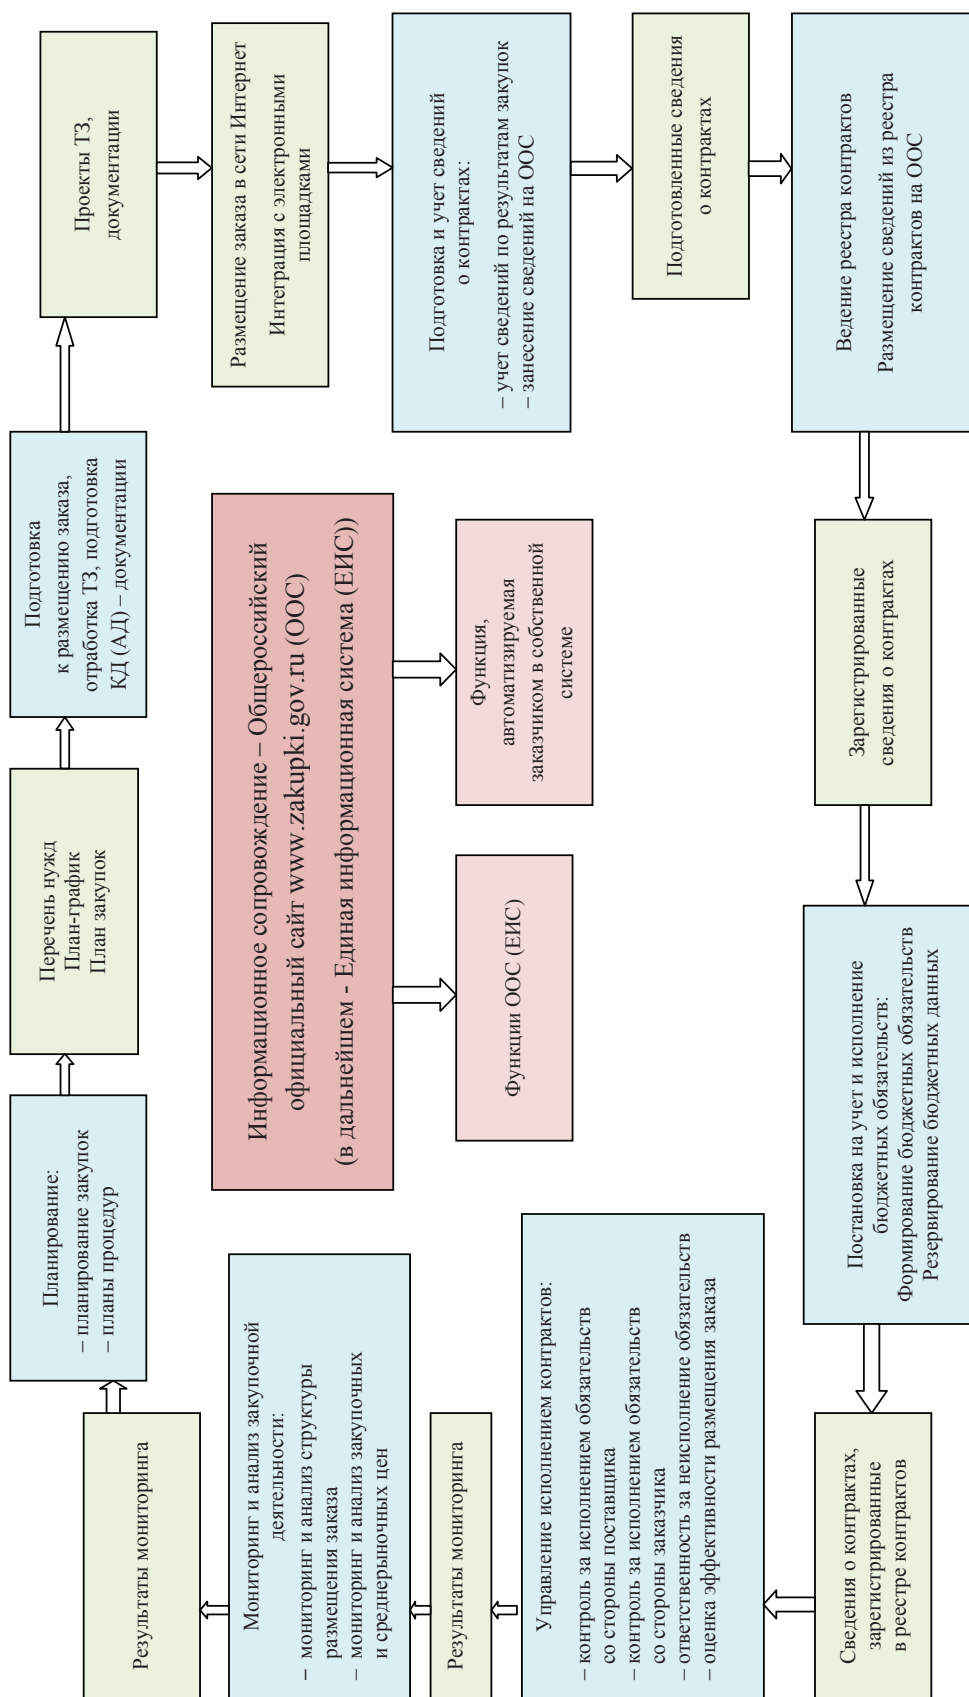 Результаты мониторинга
Планирование:
– планирование закупок
– планы процедур
Перечень нужд
План-график
План закупок
Подготовка
к размещению заказа,
отработка ТЗ, подготовка
КД (АД) – документации
Проекты ТЗ,
документации
Размещение заказа в сети Интернет
Интеграция с электронными
площадками
Подготовка и учет сведений
о контрактах:
– учет сведений по результатам закупок
– занесение сведений на ООС
Подготовленные сведения
о контрактах
Ведение реестра контрактов
Размещение сведений из реестра
контрактов на ООС
Зарегистрированные
сведения о контрактах
Постановка на учет и исполнение
бюджетных обязательств:
Формирование бюджетных обязательств
Резервирование бюджетных данных
Сведения о контрактах,
зарегистрированные
в реестре контрактов
Управление исполнением контрактов:
– контроль за исполнением обязательств
со стороны поставщика
– контроль за исполнением обязательств
со стороны заказчика
– ответственность за неисполнение обязательств
– оценка эффективности размещения заказа
Результаты мониторинга
Мониторинг и анализ закупочной
деятельности:
– мониторинг и анализ структуры
размещения заказа
– мониторинг и анализ закупочных
и среднерыночных цен
Информационное сопровождение – Общероссийский
официальный сайт www.zakupki.gov.ru (ООС)
(в дальнейшем - Единая информационная система (ЕИС))
Функции ООС (ЕИС)
Функция,
автоматизируемая
заказчиком в собственной
системе